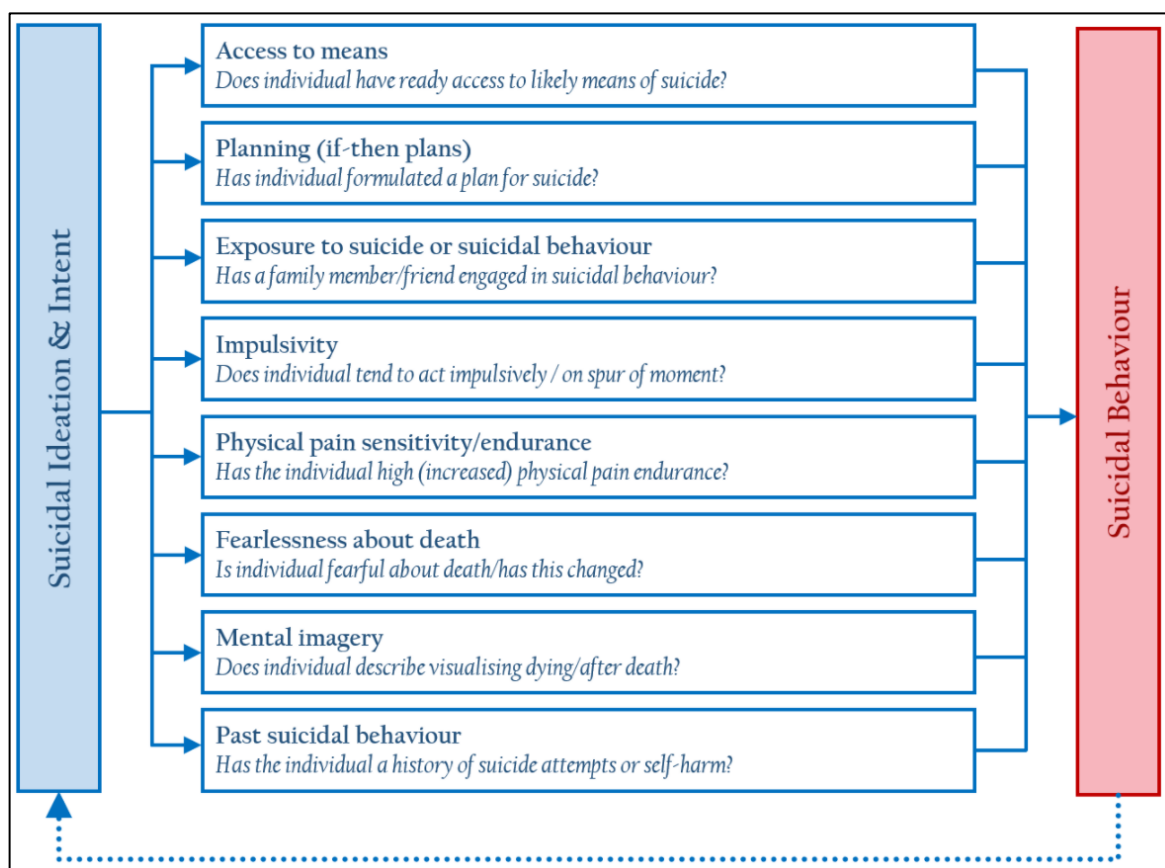 Suicidal Ideation & Intent
Access to means
Does individual have ready access to likely means of suicide?
Planning (if-then plans)
Has individual formulated a plan for suicide?
Exposure to suicide or suicidal behaviour
Has a family member/friend engaged in suicidal behaviour?
Impulsivity
Does individual tend to act impulsively / on spur of moment?
Physical pain sensitivity/endurance
Has the individual high (increased) physical pain endurance?
Fearlessness about death
Is individual fearful about death/has this changed?
Mental imagery
Does individual describe visualising dying/after death?
Past suicidal behaviour
Has the individual a history of suicide attempts or self-harm?
Suicidal Behaviour